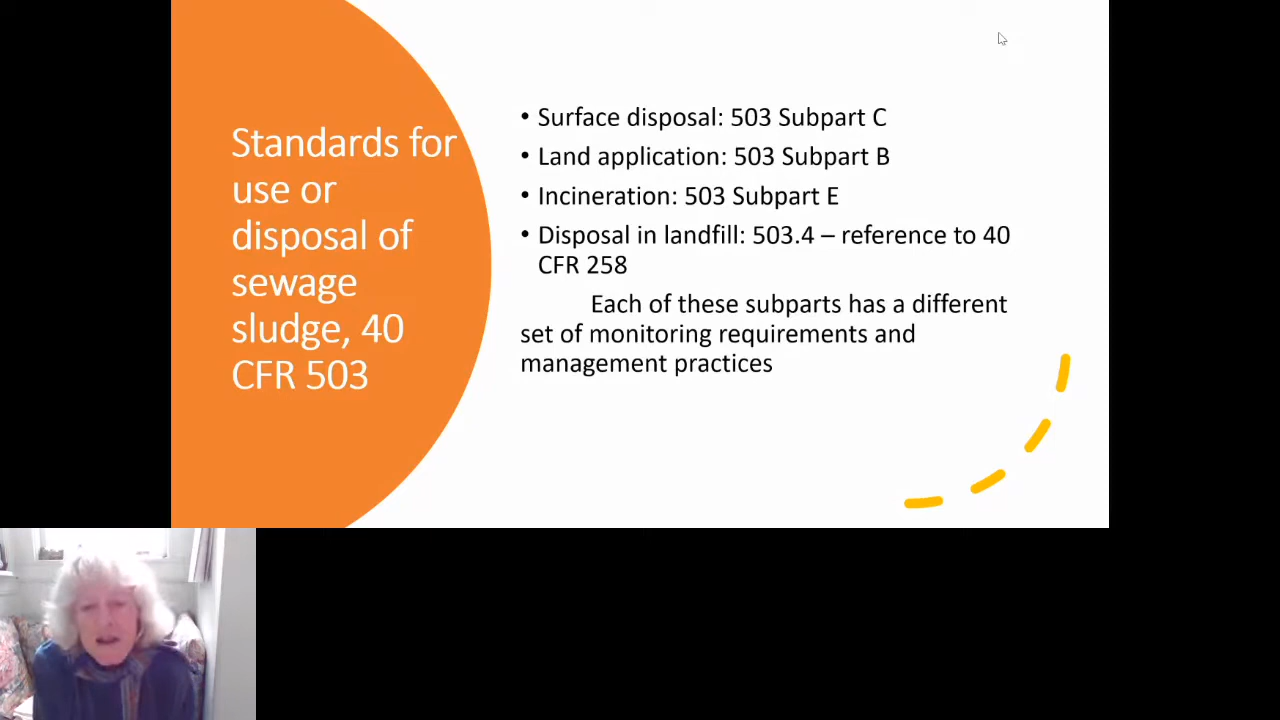 Standards for
use or
disposal of
sewage
sludge, 40
CFR 503
• Surface disposal: 503 Subpart C
• Land application: 503 Subpart B
• Incineration: 503 Subpart E
• Disposal in landfill: 503.4 – reference to 40
CFR 258
Each of these subparts has a different
set of monitoring requirements and
management practices